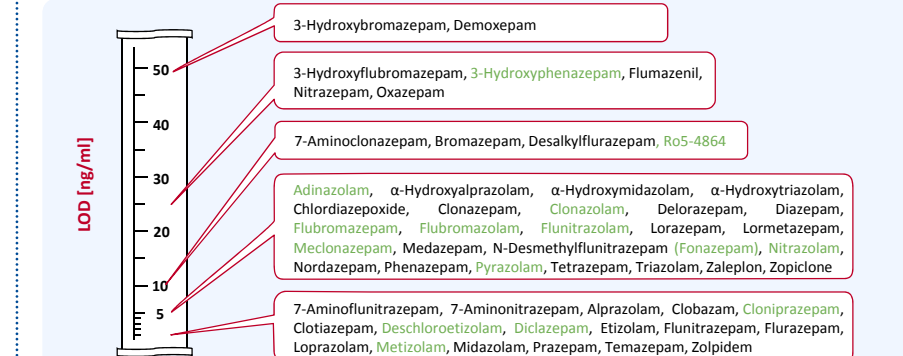 3-Hydroxybromazepam, Demoxepam
50
3-Hydroxyflubromazepam, 3-Hydroxyphenazepam, Flumazenil,
Nitrazepam, Oxazepam
40
7-Aminoclonazepam, Bromazepam, Desalkylflurazepam, Ro5-4864
LOD [ng/ml]
30
Adinazolam, α-Hydroxyalprazolam, α-Hydroxymidazolam, α-Hydroxytriazolam,
Chlordiazepoxide, Clonazepam, Clonazolam, Delorazepam, Diazepam,
Flubromazepam, Flubromazolam, Flunitrazolam, Lorazepam, Lormetazepam,
Meclonazepam, Medazepam, N-Desmethylflunitrazepam (Fonazepam), Nitrazolam,
Nordazepam, Phenazepam, Pyrazolam, Tetrazepam, Triazolam, Zaleplon, Zopiclone
20
10
5
7-Aminoflunitrazepam, 7-Aminonitrazepam, Alprazolam, Clobazam, Cloniprazepam,
Clotiazepam, Deschloroetizolam, Diclazepam, Etizolam, Flunitrazepam, Flurazepam,
Loprazolam, Metizolam, Midazolam, Prazepam, Temazepam, Zolpidem